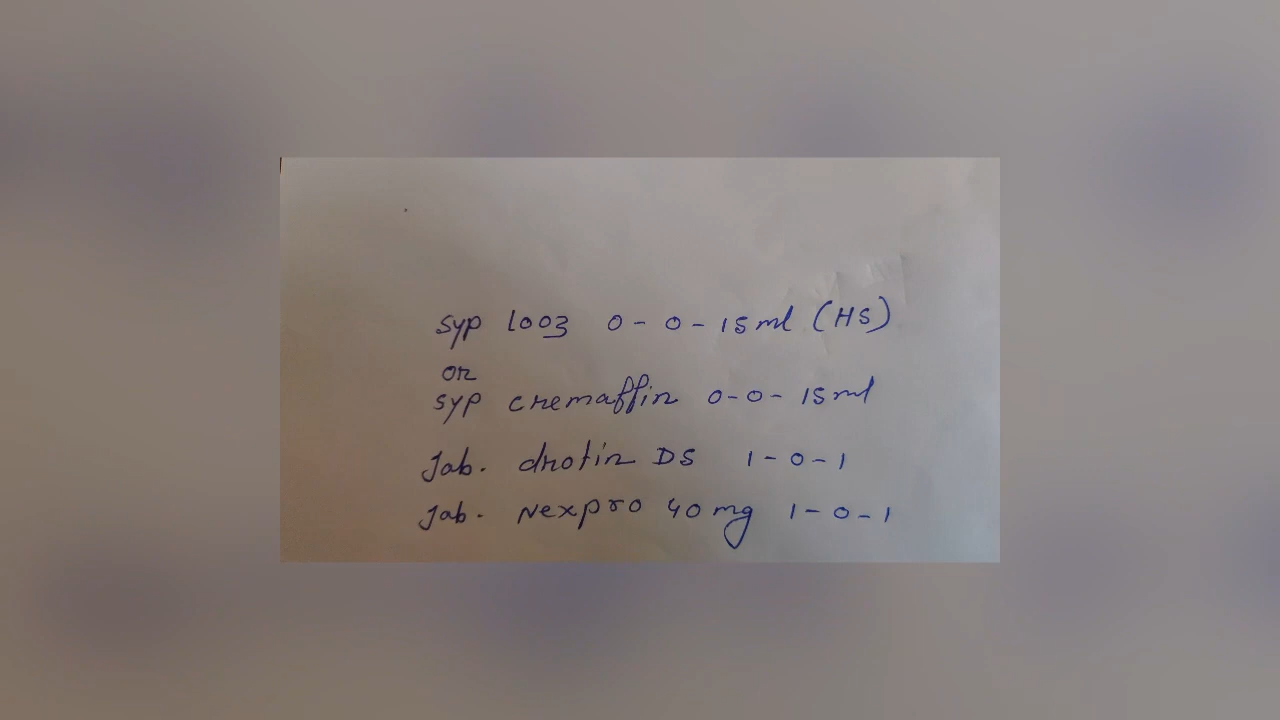 syp looz 0-0-15ml (HS)
or
syp cremaffin 0-0-15ml
Tab. drotin DS 1-0-1
Tab. Nexpro 40mg 1-0-1